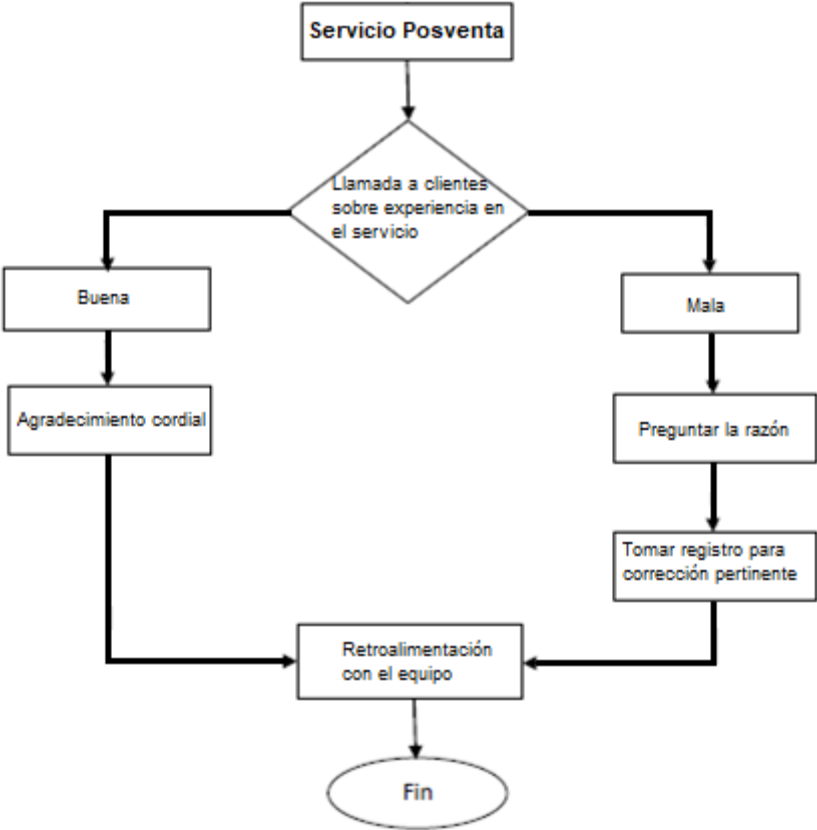 Servicio Posventa
Llamada a clientes
sobre experiencia en
el servicio
Buena
Mala
Agradecimiento cordial
Preguntar la razón
Tomar registro para
corrección pertinente
Retroalimentación
con el equipo
Fin